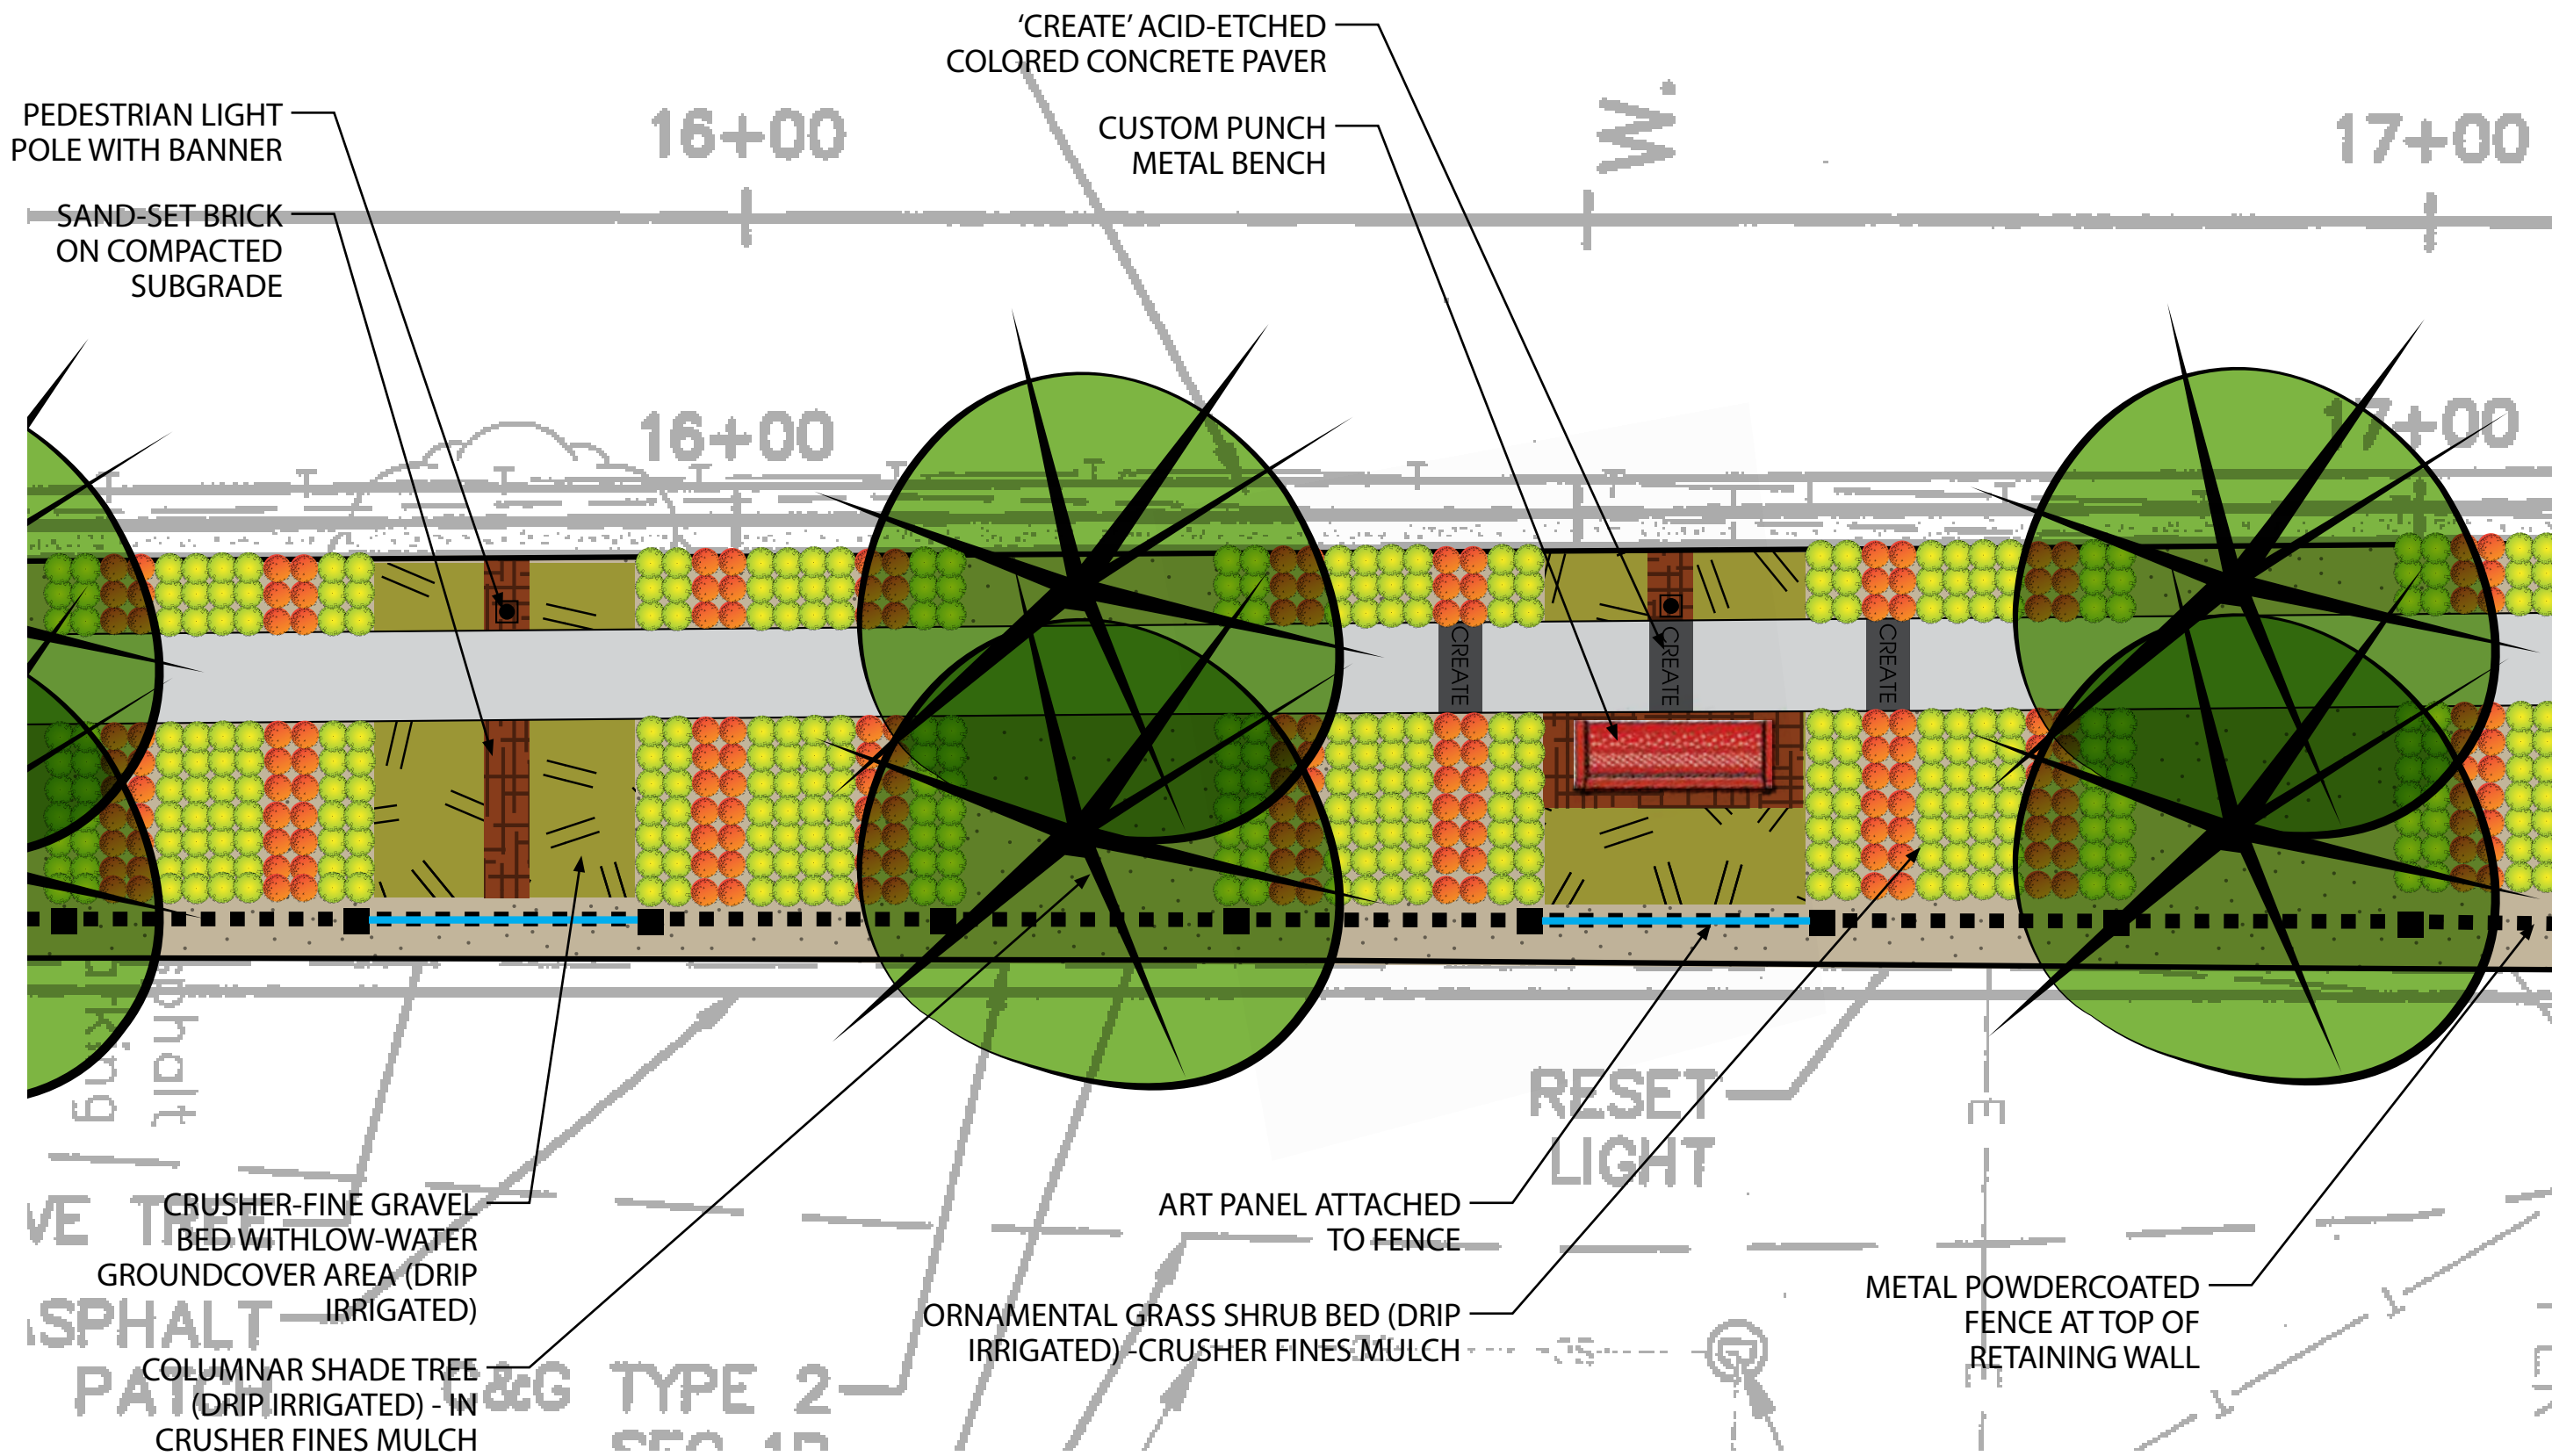 'CREATE' ACID-ETCHED
COLORED CONCRETE PAVER
PEDESTRIAN LIGHT
POLE WITH BANNER
16+00
CUSTOM PUNCH
METAL BENCH
W.
17+00
SAND-SET BRICK
ON COMPACTED
SUBGRADE
16+00
17+00
CREATE
CREATE
CREATE
RESET
LIGHT
CRUSHER-FINE GRAVEL
BED WITHLOW-WATER
GROUNDCOVER AREA (DRIP
IRRIGATED)
TREE
ART PANEL ATTACHED
TO FENCE
METAL POWDERCOATED
FENCE AT TOP OF
RETAINING WALL
ORNAMENTAL GRASS SHRUB BED (DRIP
IRRIGATED) -CRUSHER FINES MULCH
PATCH
COLUMNAR SHADE TREE
(DRIP IRRIGATED) - IN
CRUSHER FINES MULCH
C&G TYPE 2